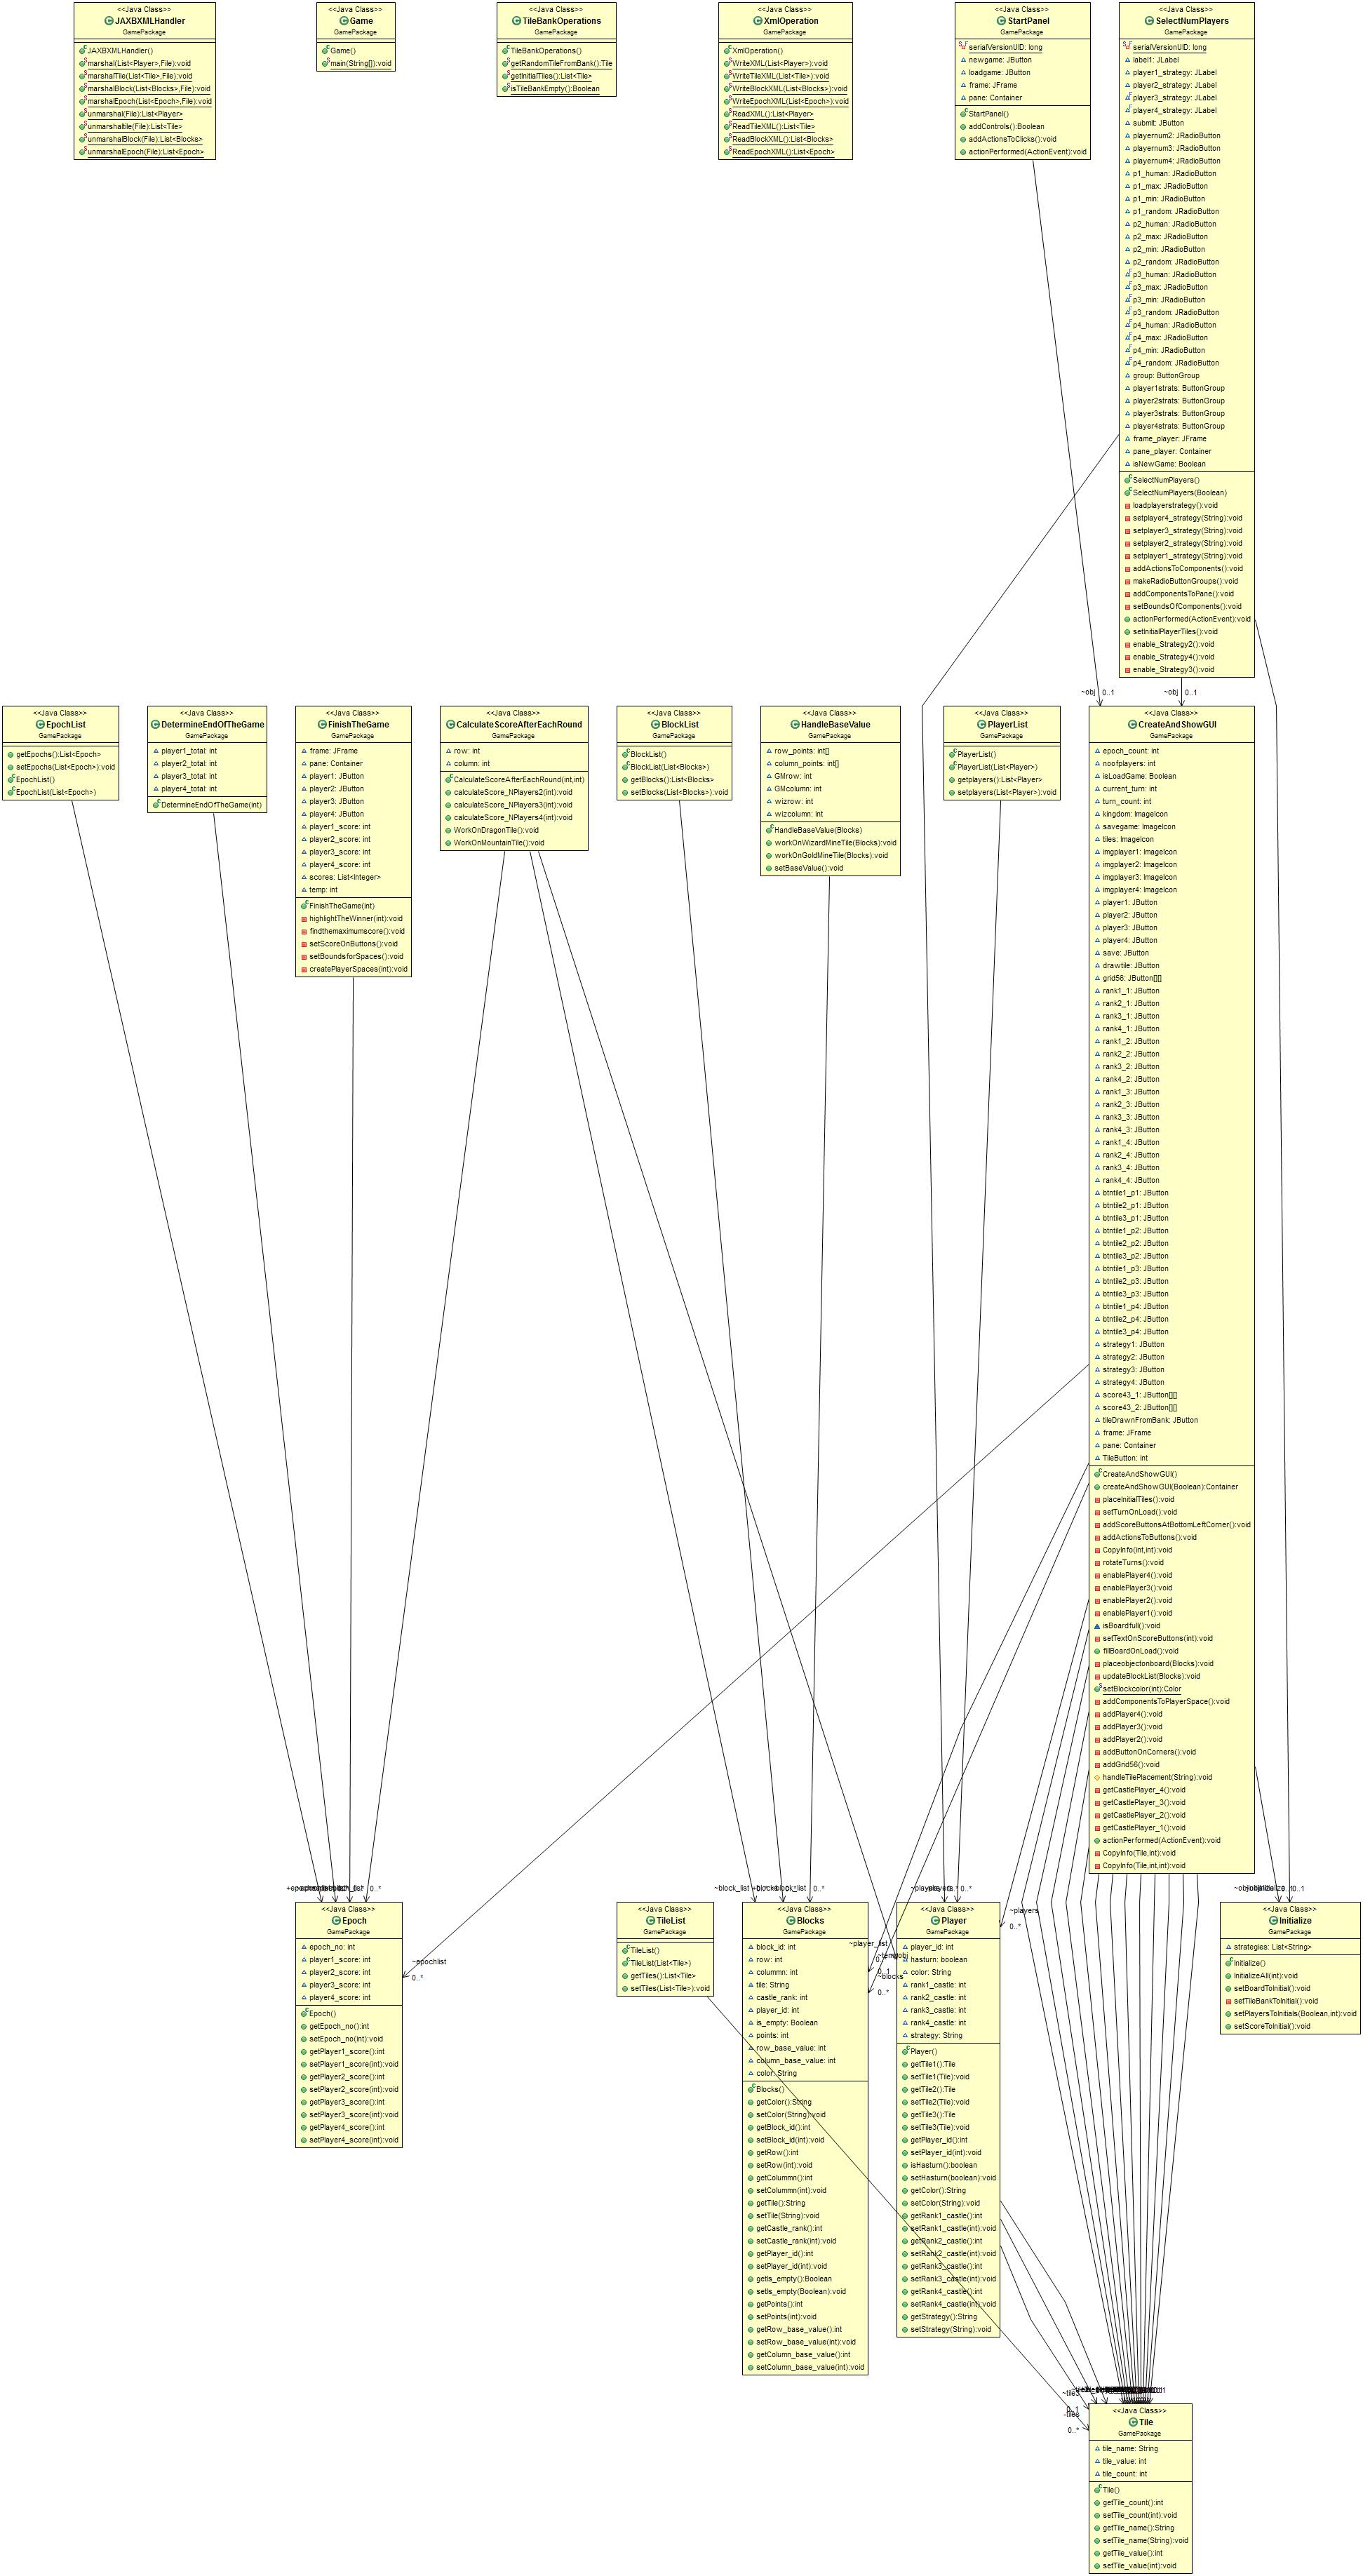 <<Java Class>>
JAXBXMLHandler
GamePackage
JAXBXMLHandler()
marshal(List<Player>,File):void
marshalTile(List<Tile>,File):void
marshalBlock(List<Blocks>,File):void
marshalEpoch(List<Epoch>,File):void
unmarshal(File):List<Player>
unmarshaltile(File):List<Tile>
unmarshalBlock(File):List<Blocks>
unmarshalEpoch(File):List<Epoch>
<<Java Class>>
Game
GamePackage
Game()
main(String[]):void
<<Java Class>>
TileBankOperations
GamePackage
TileBankOperations()
getRandomTileFromBank():Tile
getInitialTiles():List<Tile>
isTileBankEmpty():Boolean
<<Java Class>>
XmlOperation
GamePackage
XmlOperation()
WriteXML(List<Player>):void
WriteTileXML(List<Tile>):void
WriteBlockXML(List<Blocks>):void
WriteEpochXML(List<Epoch>):void
ReadXML():List<Player>
ReadTileXML():List<Tile>
ReadBlockXML():List<Blocks>
ReadEpochXML():List<Epoch>
<<Java Class>>
StartPanel
GamePackage
serialVersionUID: long
newgame: JButton
loadgame: JButton
frame: JFrame
pane: Container
StartPanel()
addControls():Boolean
addActionsToClicks():void
actionPerformed(ActionEvent):void
<<Java Class>>
SelectNumPlayers
GamePackage
serialVersionUID: long
label1: JLabel
player1_strategy: JLabel
player2_strategy: JLabel
player3_strategy: JLabel
player4_strategy: JLabel
submit: JButton
playernum2: JRadioButton
playernum3: JRadioButton
playernum4: JRadioButton
p1_human: JRadioButton
p1_max: JRadioButton
p1_min: JRadioButton
p1_random: JRadioButton
p2_human: JRadioButton
p2_max: JRadioButton
p2_min: JRadioButton
p2_random: JRadioButton
p3_human: JRadioButton
p3_max: JRadioButton
p3_min: JRadioButton
p3_random: JRadioButton
p4_human: JRadioButton
p4_max: JRadioButton
p4_min: JRadioButton
p4_random: JRadioButton
group: ButtonGroup
player1strats: ButtonGroup
player2strats: ButtonGroup
player3strats: ButtonGroup
player4strats: ButtonGroup
frame_player: JFrame
pane_player: Container
isNewGame: Boolean
SelectNumPlayers()
SelectNumPlayers(Boolean)
loadplayerstrategy():void
setplayer4_strategy(String):void
setplayer3_strategy(String):void
setplayer2_strategy(String):void
setplayer1_strategy(String):void
addActionsToComponents():void
makeRadioButtonGroups():void
addComponentsToPane():void
setBoundsOfComponents():void
actionPerformed(ActionEvent):void
setInitialPlayerTiles():void
enable_Strategy2():void
enable_Strategy4():void
enable_Strategy3():void
~obj 0..1
~obj 0..1
<<Java Class>>
EpochList
GamePackage
getEpochs():List<Epoch>
setEpochs(List<Epoch>):void
EpochList()
EpochList(List<Epoch>)
<<Java Class>>
DetermineEndOfTheGame
GamePackage
player1_total: int
player2_total: int
player3_total: int
player4_total: int
DetermineEndOfTheGame(int)
<<Java Class>>
FinishTheGame
GamePackage
frame: JFrame
pane: Container
player1: JButton
player2: JButton
player3: JButton
player4: JButton
player1_score: int
player2_score: int
player3_score: int
player4_score: int
scores: List<Integer>
temp: int
FinishTheGame(int)
highlightTheWinner(int):void
findthemaximumscore():void
setScoreOnButtons():void
setBoundsforSpaces():void
createPlayerSpaces(int):void
<<Java Class>>
CalculateScoreAfterEachRound
GamePackage
row: int
column: int
CalculateScoreAfterEachRound(int,int)
calculateScore_NPlayers2(int):void
calculateScore_NPlayers3(int):void
calculateScore_NPlayers4(int):void
WorkOnDragonTile():void
WorkOnMountainTile():void
<<Java Class>>
BlockList
GamePackage
BlockList()
BlockList(List<Blocks>)
getBlocks():List<Blocks>
setBlocks(List<Blocks>):void
<<Java Class>>
HandleBaseValue
GamePackage
row_points: int[]
column_points: int[]
GMrow: int
GMcolumn: int
wizrow: int
wizcolumn: int
HandleBaseValue(Blocks)
workOnWizardMineTile(Blocks):void
workOnGoldMineTile(Blocks):void
setBaseValue():void
<<Java Class>>
PlayerList
GamePackage
PlayerList()
PlayerList(List<Player>)
getplayers():List<Player>
setplayers(List<Player>):void
<<Java Class>>
CreateAndShowGUI
GamePackage
epoch_count: int
noofplayers: int
isLoadGame: Boolean
current_turn: int
turn_count: int
kingdom: ImageIcon
savegame: ImageIcon
tiles: ImageIcon
imgplayer1: ImageIcon
imgplayer2: ImageIcon
imgplayer3: ImageIcon
imgplayer4: ImageIcon
player1: JButton
player2: JButton
player3: JButton
player4: JButton
save: JButton
drawtile: JButton
grid56: JButton[][]
rank1_1: JButton
rank2_1: JButton
rank3_1: JButton
rank4_1: JButton
rank1_2: JButton
rank2_2: JButton
rank3_2: JButton
rank4_2: JButton
rank1_3: JButton
rank2_3: JButton
rank3_3: JButton
rank4_3: JButton
rank1_4: JButton
rank2_4: JButton
rank3_4: JButton
rank4_4: JButton
btntile1_p1: JButton
btntile2_p1: JButton
btntile3_p1: JButton
btntile1_p2: JButton
btntile2_p2: JButton
btntile3_p2: JButton
btntile1_p3: JButton
btntile2_p3: JButton
btntile3_p3: JButton
btntile1_p4: JButton
btntile2_p4: JButton
btntile3_p4: JButton
strategy1: JButton
strategy2: JButton
strategy3: JButton
strategy4: JButton
score43_1: JButton[][]
score43_2: JButton[][]
tileDrawnFromBank: JButton
frame: JFrame
pane: Container
TileButton: int
CreateAndShowGUI()
createAndShowGUI(Boolean):Container
placeInitialTiles():void
setTurnOnLoad():void
addScoreButtonsAtBottomLeftCorner():void
addActionsToButtons():void
CopyInfo(int,int):void
rotateTurns():void
enablePlayer4():void
enablePlayer3():void
enablePlayer2():void
enablePlayer1():void
isBoardfull():void
setTextOnScoreButtons(int):void
fillBoardOnLoad():void
placeobjectonboard(Blocks):void
updateBlockList(Blocks):void
setBlockcolor(int):Color
addComponentsToPlayerSpace():void
addPlayer4():void
addPlayer3():void
addPlayer2():void
addButtonOnCorners():void
addGrid56():void
handleTilePlacement(String):void
getCastlePlayer_4():void
getCastlePlayer_3():void
getCastlePlayer_2():void
getCastlePlayer_1():void
actionPerformed(ActionEvent):void
CopyInfo(Tile,int):void
CopyInfo(Tile,int,int):void
<<Java Class>>
Epoch
GamePackage
epoch_no: int
player1_score: int
player2_score: int
player3_score: int
player4_score: int
Epoch()
getEpoch_no():int
setEpoch_no(int):void
getPlayer1_score():int
setPlayer1_score(int):void
getPlayer2_score():int
setPlayer2_score(int):void
getPlayer3_score():int
setPlayer3_score(int):void
getPlayer4_score():int
setPlayer4_score(int):void
~epochlist
0..*
<<Java Class>>
TileList
GamePackage
TileList()
TileList(List<Tile>)
getTiles():List<Tile>
setTiles(List<Tile>):void
~block_list
0..*
<<Java Class>>
Blocks
GamePackage
block_id: int
row: int
columnn: int
tile: String
castle_rank: int
player_id: int
is_empty: Boolean
points: int
row_base_value: int
column_base_value: int
color: String
Blocks()
getColor():String
setColor(String):void
getBlock_id():int
setBlock_id(int):void
getRow():int
setRow(int):void
getColumnn():int
setColumnn(int):void
getTile():String
setTile(String):void
getCastle_rank():int
setCastle_rank(int):void
getPlayer_id():int
setPlayer_id(int):void
getIs_empty():Boolean
setIs_empty(Boolean):void
getPoints():int
setPoints(int):void
getRow_base_value():int
setRow_base_value(int):void
getColumn_base_value():int
setColumn_base_value(int):void
~player_list
~blocks
0..*
<<Java Class>>
Player
GamePackage
player_id: int
hasturn: boolean
color: String
rank1_castle: int
rank2_castle: int
rank3_castle: int
rank4_castle: int
strategy: String
Player()
getTile1():Tile
setTile1(Tile):void
getTile2():Tile
setTile2(Tile):void
getTile3():Tile
setTile3(Tile):void
getPlayer_id():int
setPlayer_id(int):void
isHasturn():boolean
setHasturn(boolean):void
getColor():String
setColor(String):void
getRank1_castle():int
setRank1_castle(int):void
getRank2_castle():int
setRank2_castle(int):void
getRank3_castle():int
setRank3_castle(int):void
getRank4_castle():int
setRank4_castle(int):void
getStrategy():String
setStrategy(String):void
~players
0..*
<<Java Class>>
Initialize
GamePackage
strategies: List<String>
Initialize()
InitializeAll(int):void
setBoardToInitial():void
setTileBankToInitial():void
setPlayersToInitials(Boolean,int):void
setScoreToInitial():void
0..1
-tiles
0..*
<<Java Class>>
Tile
GamePackage
tile_name: String
tile_value: int
tile_count: int
Tile()
getTile_count():int
setTile_count(int):void
getTile_name():String
setTile_name(String):void
getTile_value():int
setTile_value(int):void